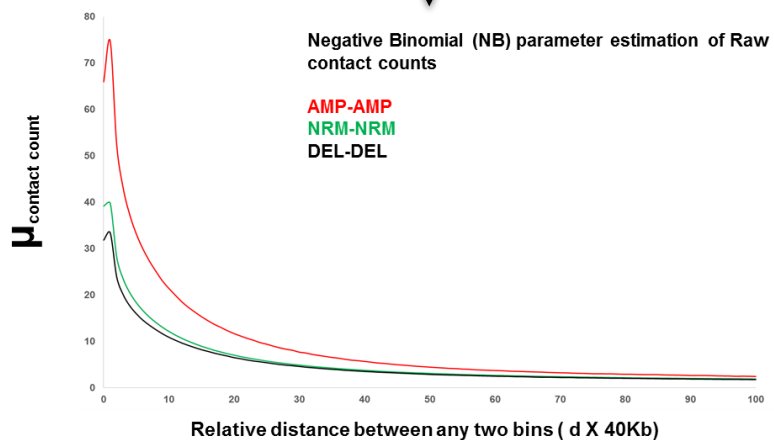 80
Negative Binomial (NB) parameter estimation of Raw
contact counts
70
AMP-AMP
60
NRM-NRM
DEL-DEL
50
40
30
20
10
0
µcontact count
0 10 20 30 40 50 60 70 80 90 100
Relative distance between any two bins ( d X 40Kb)